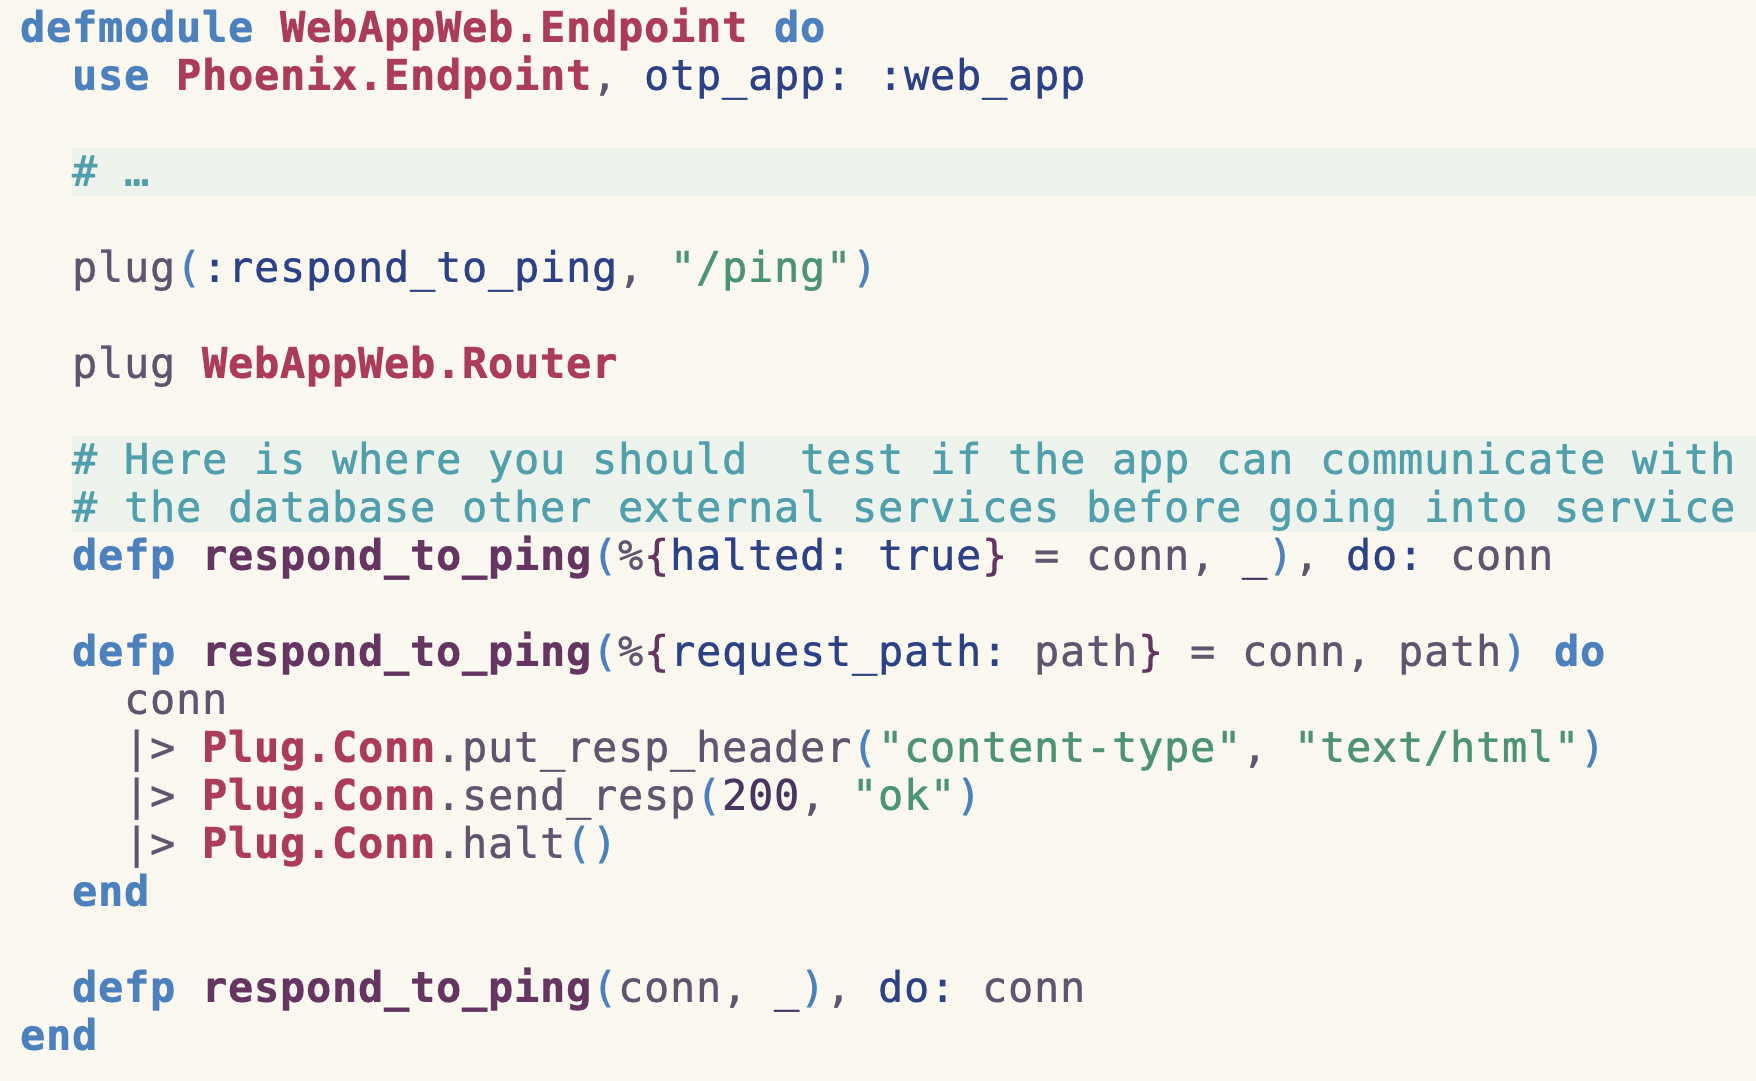 defmodule WebAppWeb.Endpoint do
  use Phoenix.Endpoint, otp_app: :web_app

  # …

  plug(:respond_to_ping, "/ping")

  plug WebAppWeb.Router

  # Here is where you should  test if the app can communicate with
  # the database other external services before going into service
  defp respond_to_ping(%{halted: true} = conn, _), do: conn

  defp respond_to_ping(%{request_path: path} = conn, path) do
    conn
    |> Plug.Conn.put_resp_header("content-type", "text/html")
    |> Plug.Conn.send_resp(200, "ok")
    |> Plug.Conn.halt()
  end

  defp respond_to_ping(conn, _), do: conn
end